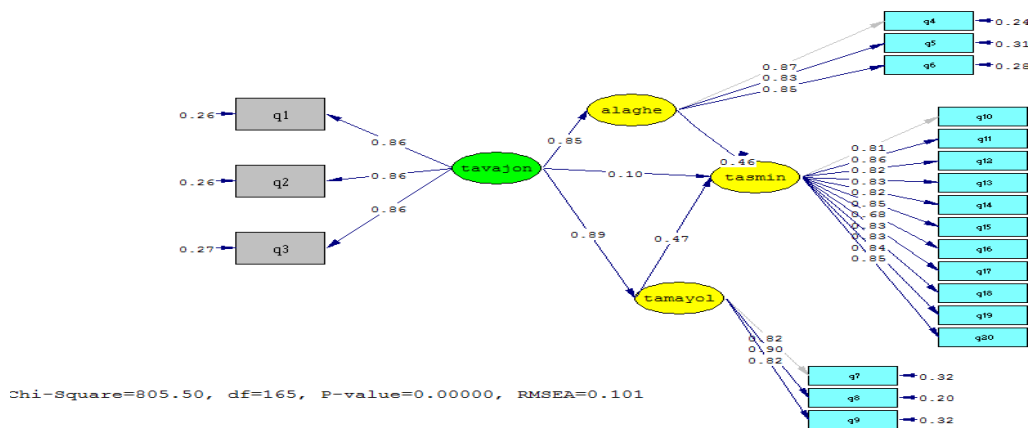 q4
0.24
q5
0.31
q6
0.28
0.87
0.83
0.85
alaghe
q1
0.26
0.86
q2
0.26
0.86
q3
0.27
0.86
tavajon
0.85
0.10
0.89
0.46
0.47
tasmin
tamayol
q10
q11
q12
q13
q14
q15
q16
q17
q18
q19
q20
0.81
0.86
0.82
0.83
0.82
0.85
0.68
0.83
0.83
0.84
0.85
0.82
0.90
0.82
q7
0.32
q8
0.20
q9
0.32
Chi-Square=805.50, df=165, P-value=0.00000, RMSEA=0.101